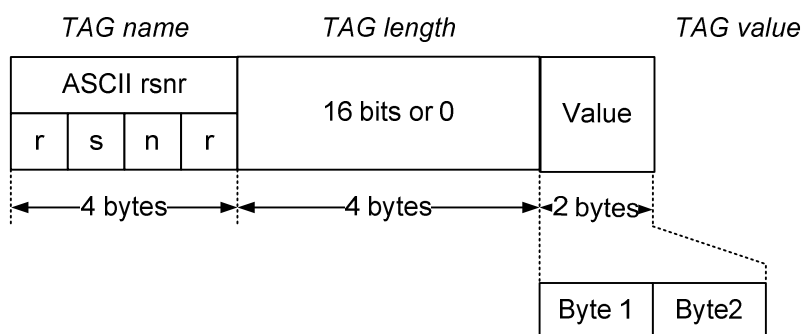 TAG name TAG length TAG value
ASCII rsnr
16 bits or 0
Value
r s n r
4 bytes 4 bytes 2 bytes
Byte 1 Byte2